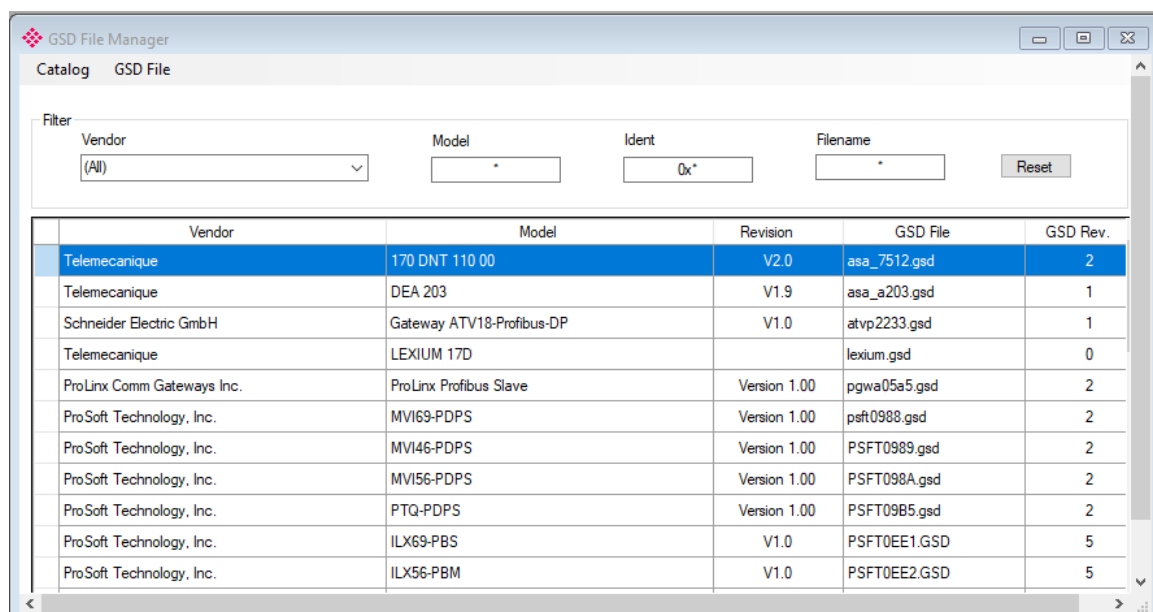 GSD File Manager
Catalog GSD File
Filter
Vendor Model Ident Filename
(All) * 0x* * Reset
Vendor Model Revision GSD File GSD Rev.
Telemecanique 170 DNT 110 00 V2.0 asa_7512.gsd 2
Telemecanique DEA 203 V1.9 asa_a203.gsd 1
Schneider Electric GmbH Gateway ATV18-Profibus-DP V1.0 atvp2233.gsd 1
Telemecanique LEXIUM 17D lexium.gsd 0
ProLinx Comm Gateways Inc. ProLinx Profibus Slave Version 1.00 pgwa05a5.gsd 2
ProSoft Technology, Inc. MVI69-PDPS Version 1.00 psft0988.gsd 2
ProSoft Technology, Inc. MVI46-PDPS Version 1.00 PSFT0989.gsd 2
ProSoft Technology, Inc. MVI56-PDPS Version 1.00 PSFT098A.gsd 2
ProSoft Technology, Inc. PTQ-PDPS Version 1.00 PSFT09B5.gsd 2
ProSoft Technology, Inc. ILX69-PBS V1.0 PSFT0EE1.GSD 5
ProSoft Technology, Inc. ILX56-PBM V1.0 PSFT0EE2.GSD 5